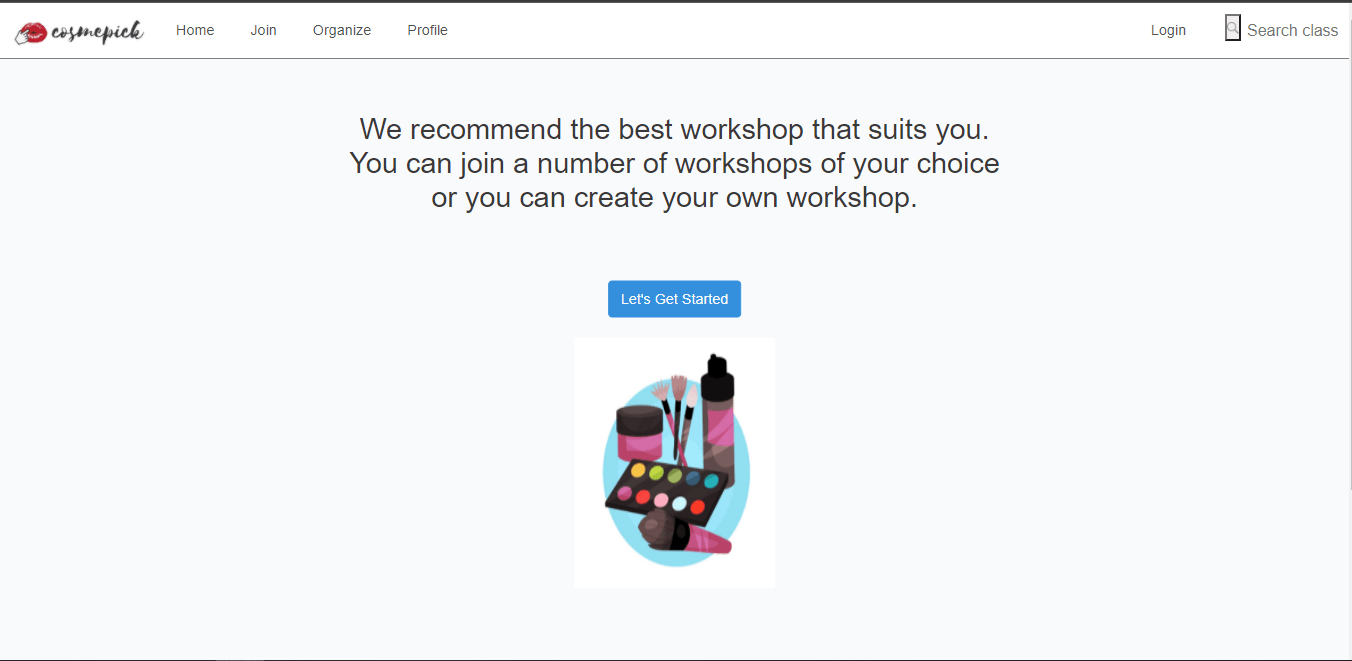 cosmepick Home Join Organize Profile Login Search class
We recommend the best workshop that suits you.
You can join a number of workshops of your choice
or you can create your own workshop.
Let's Get Started